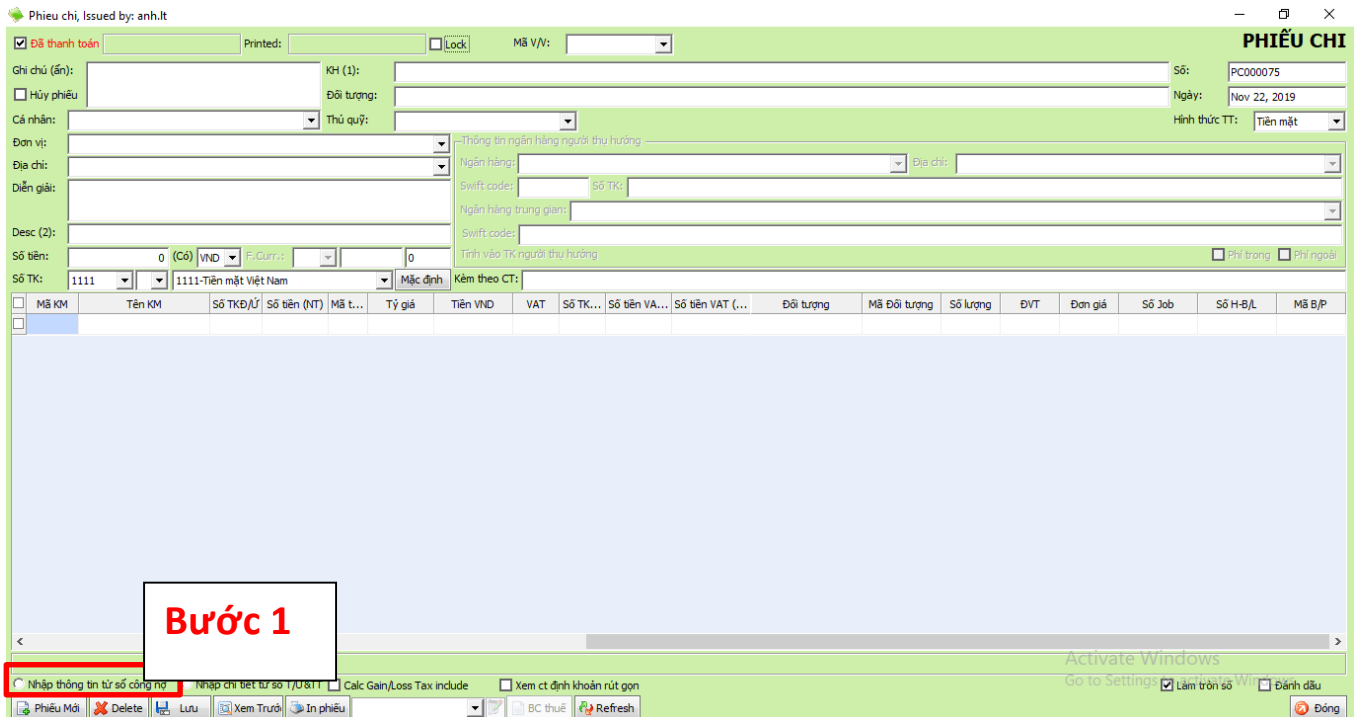 Phieu chi, Issued by: anh.lt
Đã thanh toán Printed: Lock Mã V/V: PHIẾU CHI
Ghi chú (ẩn): KH (1): Số: PC000075
Hủy phiếu Đối tượng: Ngày: Nov 22, 2019
Cá nhân: Thủ quỹ: Hình thức TT: Tiền mặt
Đơn vị: Thông tin ngân hàng người thụ hưởng
Địa chỉ: Ngân hàng: Địa chỉ:
Diễn giải: Swift code: Số TK:
Ngân hàng trung gian:
Desc (2): Swift code:
Số tiền: 0 (Có) VND F.Curr.: 0 Tính vào TK người thụ hưởng Phí trong Phí ngoài
Số TK: 1111 1111-Tiền mặt Việt Nam Mặc định Kèm theo CT:
Mã KM Tên KM Số TKĐ/Ứ Số tiền (NT) Mã t... Tỷ giá Tiền VND VAT Số TK... Số tiền VA... Số tiền VAT (... Đối tượng Mã Đối tượng Số lượng ĐVT Đơn giá Số Job Số H-B/L Mã B/P
Bước 1
Activate Windows
Nhập thông tin từ số công nợ Nhập chi tiết từ số T/Ứ&TT Calc Gain/Loss Tax include Xem ct định khoản rút gọn Go to Settings to activate Windows. Làm tròn số Đánh dấu
Phiếu Mới Delete Lưu Xem Trướ In phiếu BC thuế Refresh Đóng